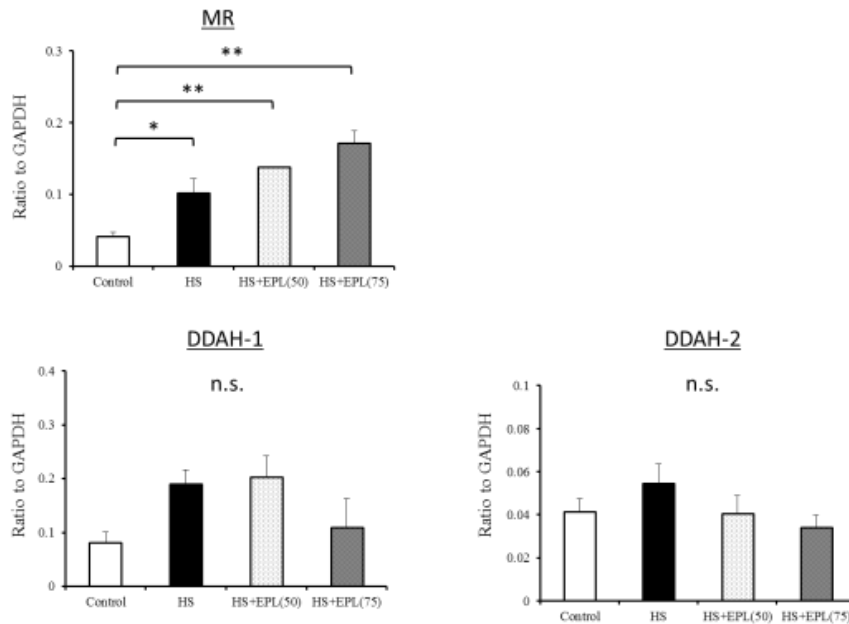 MR
0.3
**
0.2
**
*
Ratio to GAPDH
0.1
0
Control HS HS+EPL(50) HS+EPL(75)
DDAH-1
0.4
n.s.
0.3
Ratio to GAPDH
0.2
0.1
0
Control HS HS+EPL(50) HS+EPL(75)
DDAH-2
0.1
n.s.
0.08
Ratio to GAPDH
0.06
0.04
0.02
0
Control HS HS+EPL(50) HS+EPL(75)